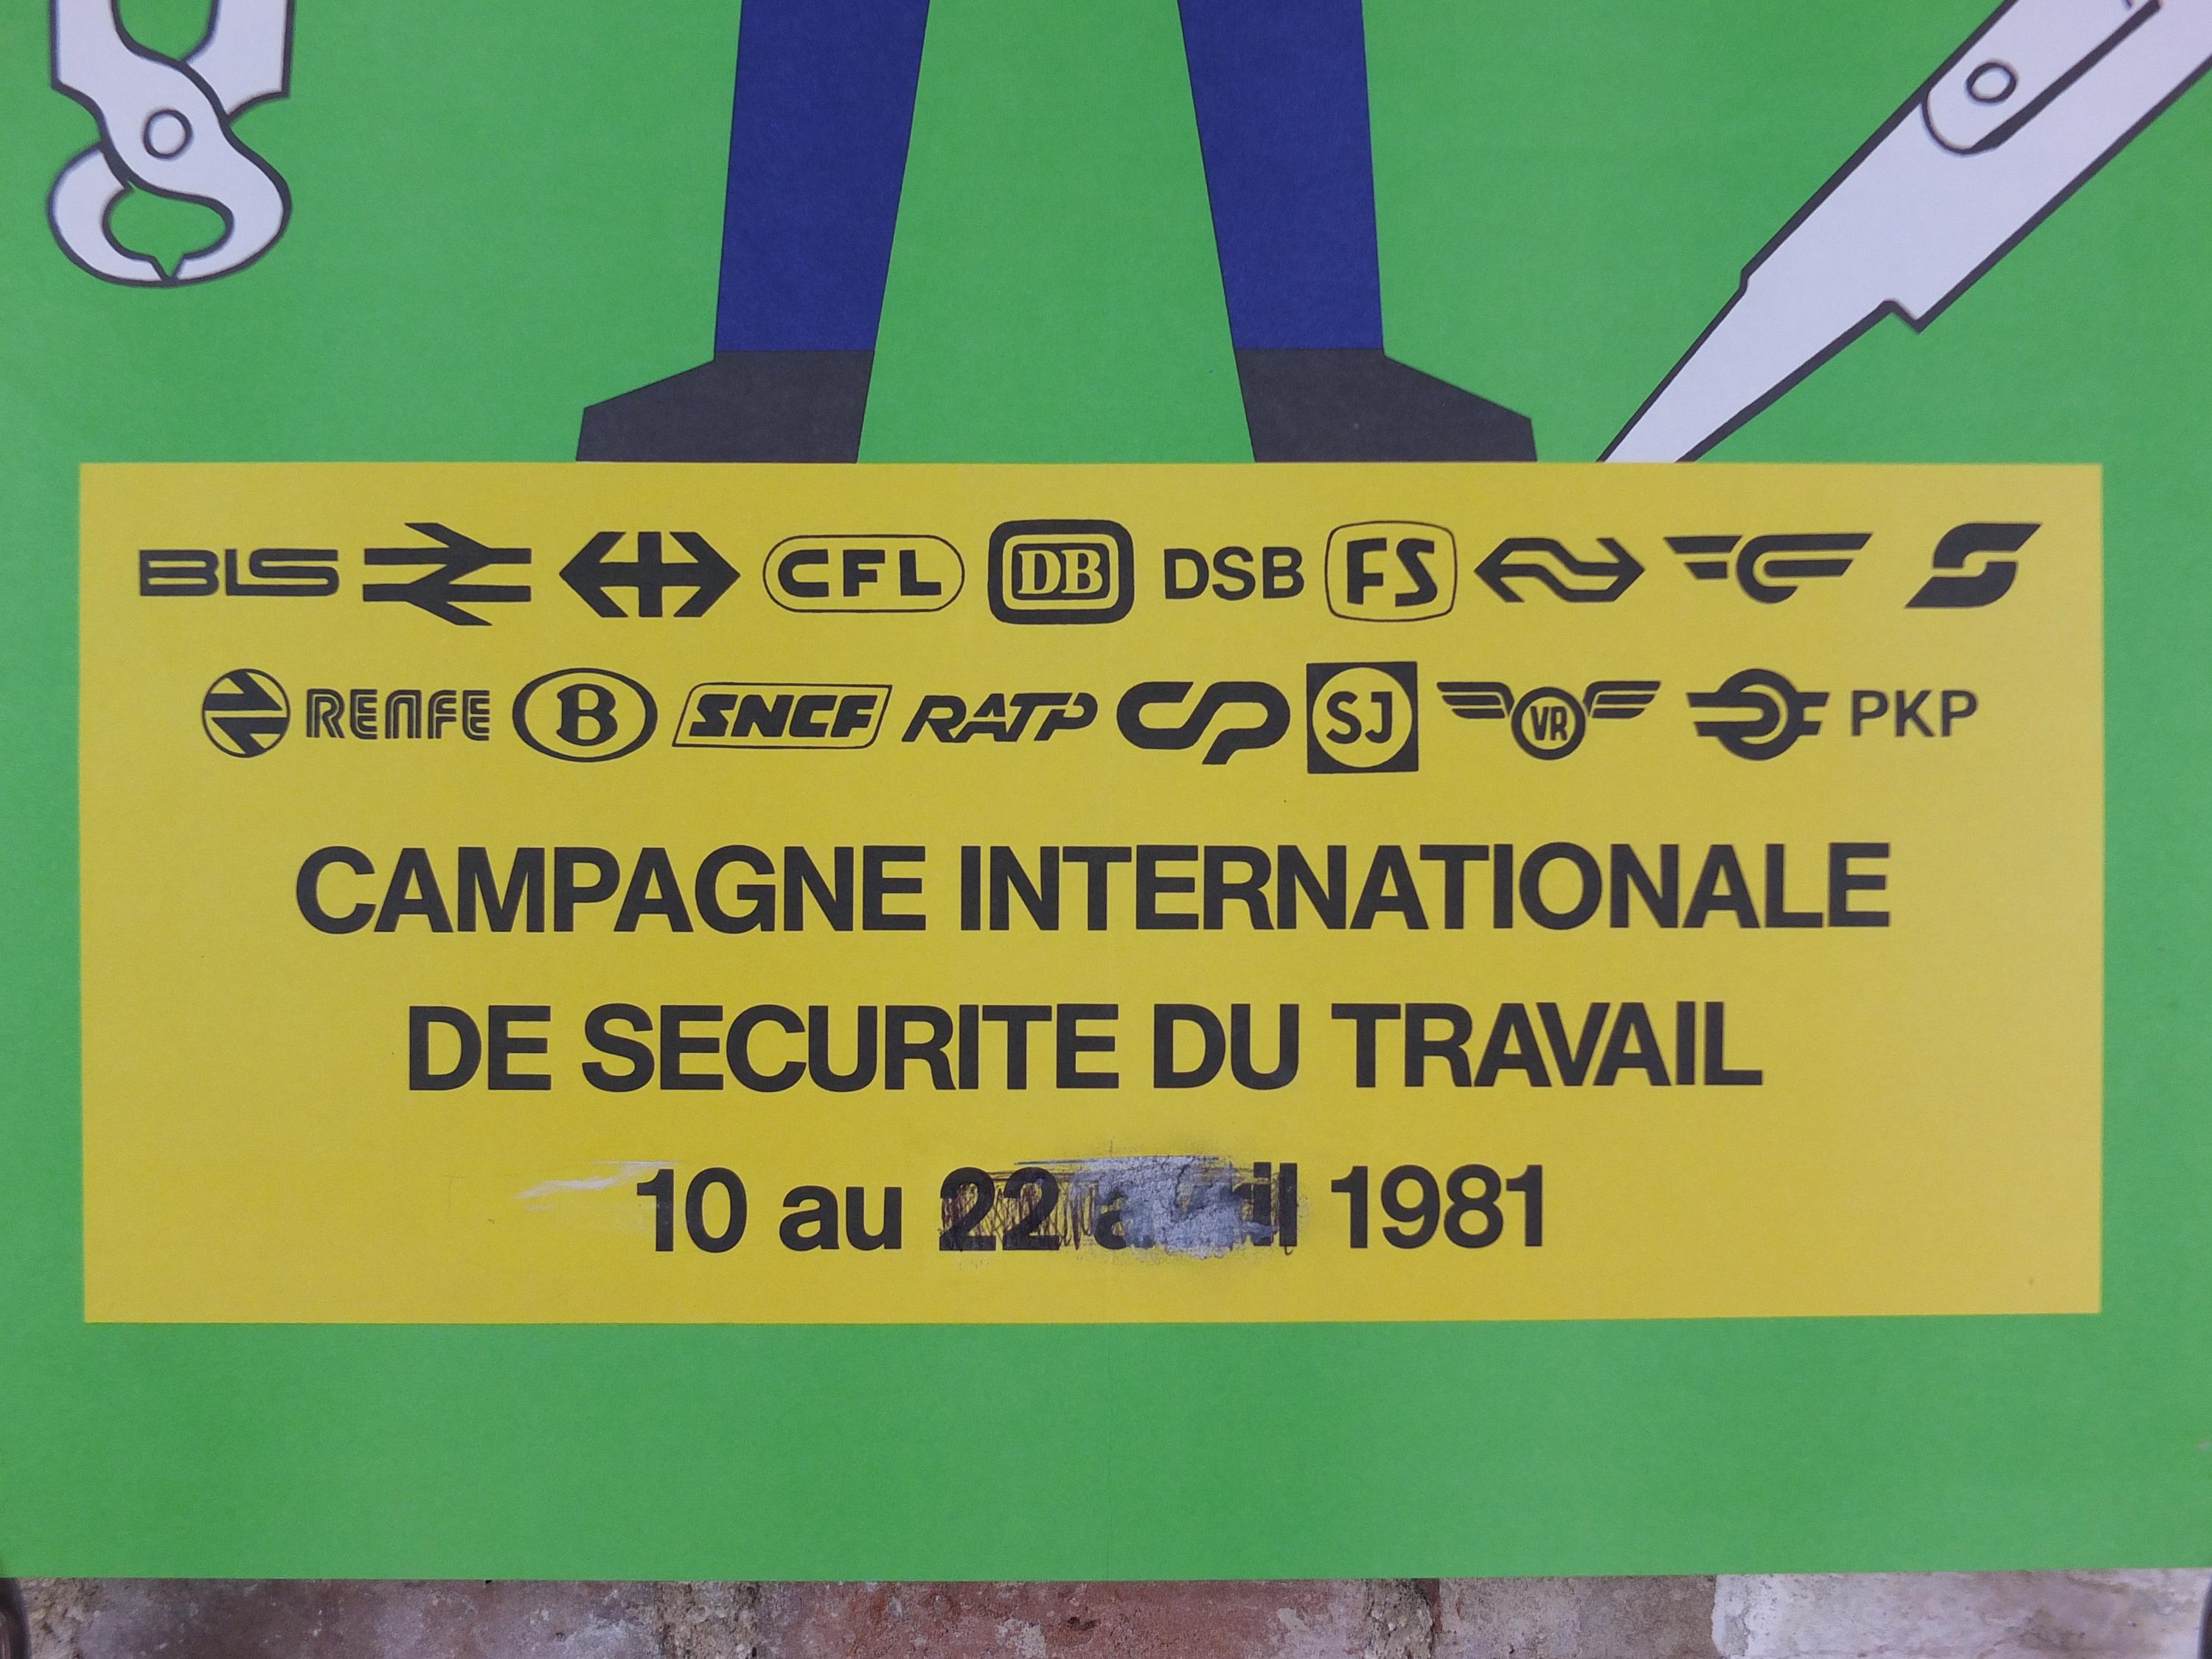 BLS CFL DB DSB FS
RENFE B SNCF RATP CP SJ VR PKP
CAMPAGNE INTERNATIONALE
DE SECURITE DU TRAVAIL
10 au 22 1981